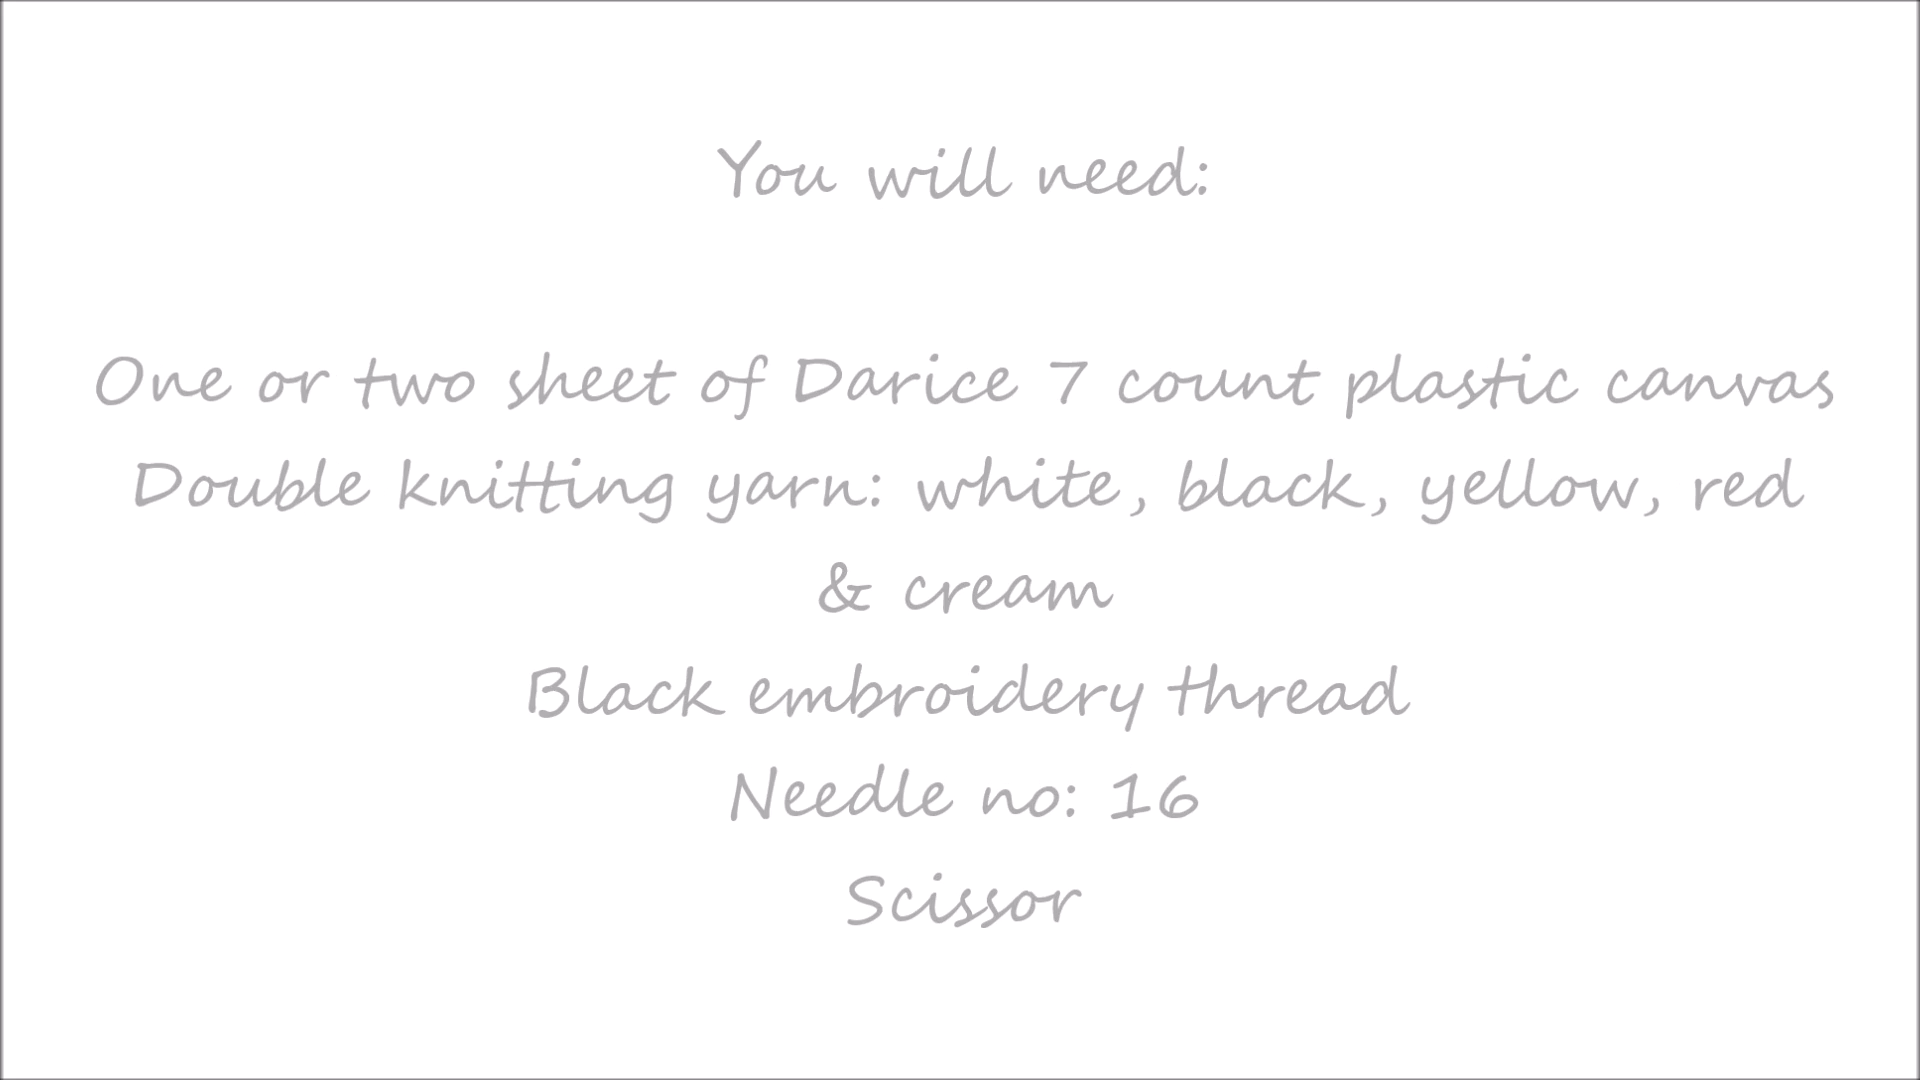 You will need:
One or two sheet of Darice 7 count plastic canvas
Double knitting yarn: white, black, yellow, red
& cream
Black embroidery thread
Needle no: 16
Scissor